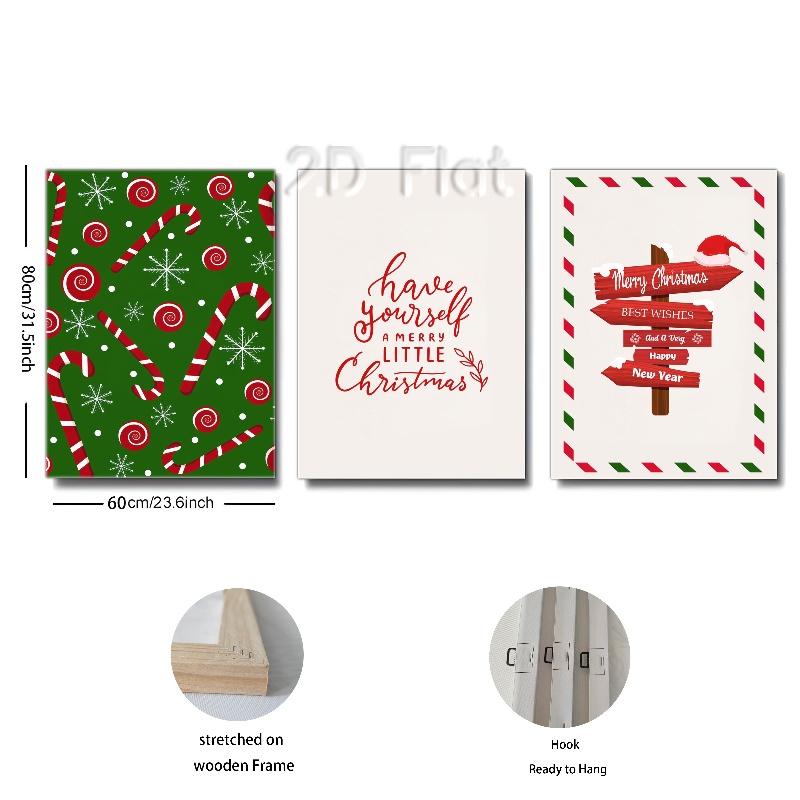 2D Flat
80cm/31.5inch
have
yourself
A MERRY
LITTLE
Christmas
Merry Christmas
BEST WISHES
And A Very
Happy
New Year
60cm/23.6inch
stretched on
wooden Frame
Hook
Ready to Hang